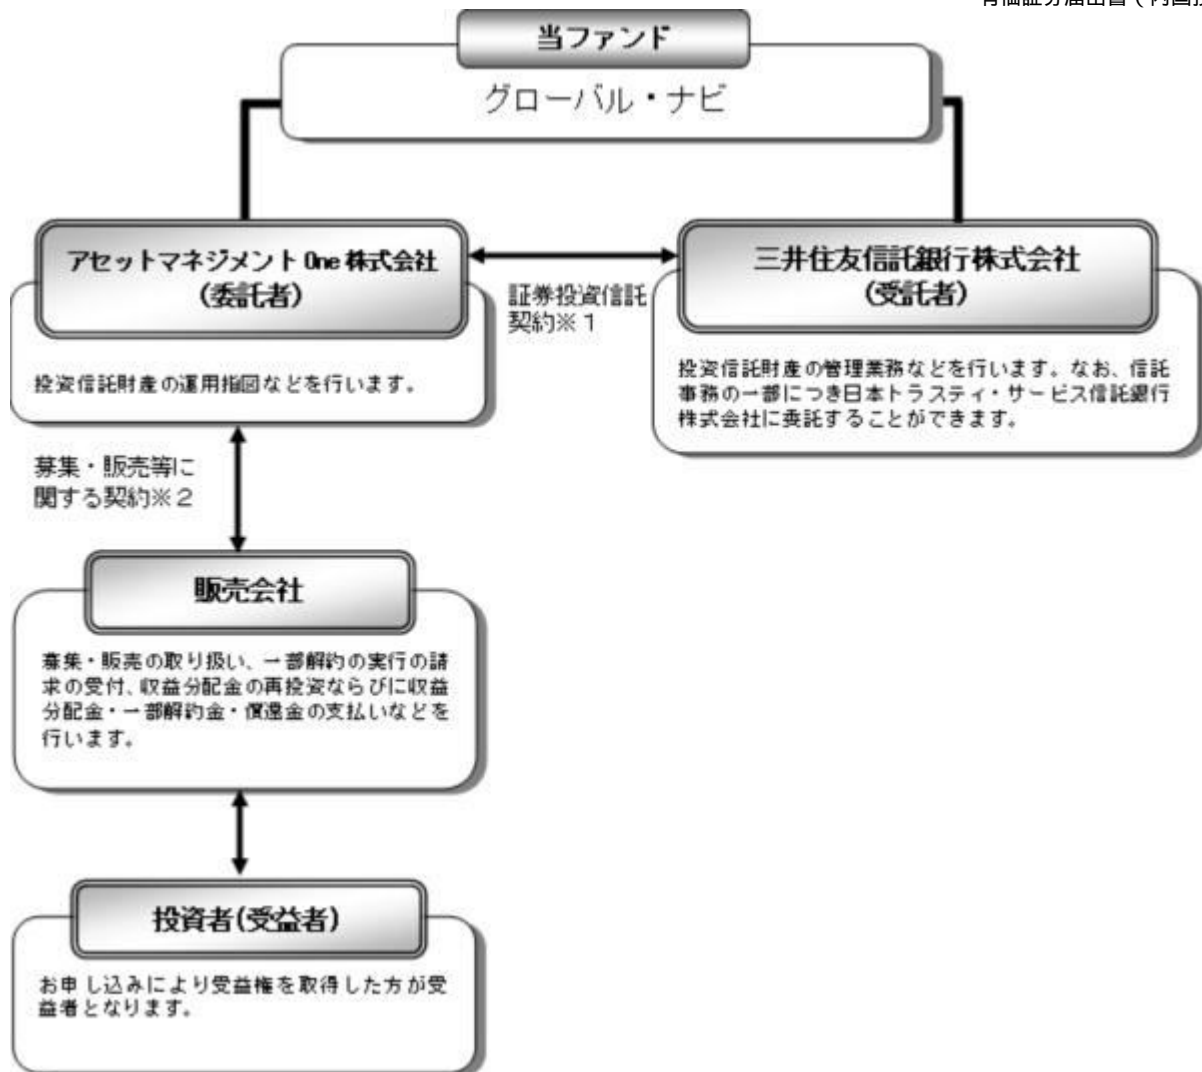 有価証券届出書（内国投
当ファンド
グローバル・ナビ
アセットマネジメント One 株式会社
(委託者)
投資信託財産の運用指図などを行います。
証券投資信託
契約※１
三井住友信託銀行株式会社
(受託者)
投資信託財産の管理業務などを行います。なお、信託
事務の一部につき日本トラスティ・サービス信託銀行
株式会社に委託することができます。
募集・販売等に
関する契約※２
販売会社
募集・販売の取り扱い、一部解約の実行の請
求の受付、収益分配金の再投資ならびに収益
分配金・一部解約金・償還金の支払いなどを
行います。
投資者(受益者)
お申し込みにより受益権を取得した方が受
益者となります。